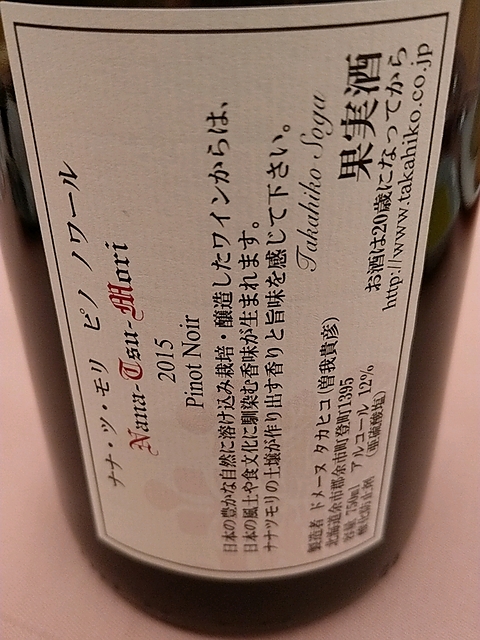 ナナ・ツ・モリ ピノ ノワール
Nana-Tsu-Mori
2015
Pinot Noir
日本の豊かな自然に溶け込み栽培・醸造したワインからは、
日本の風土や食文化に馴染む香味が生まれます。
ナナツモリの土壌が作り出す香りと旨味を感じて下さい。
Takahiko Soga
製造者 ドメーヌ タカヒコ (曽我貴彦)
北海道余市郡余市町登町1395
容量 750ml アルコール 12%
酸化防止剤 (亜硫酸塩)
果実酒
お酒は20歳になってから
http://www.takahiko.co.jp